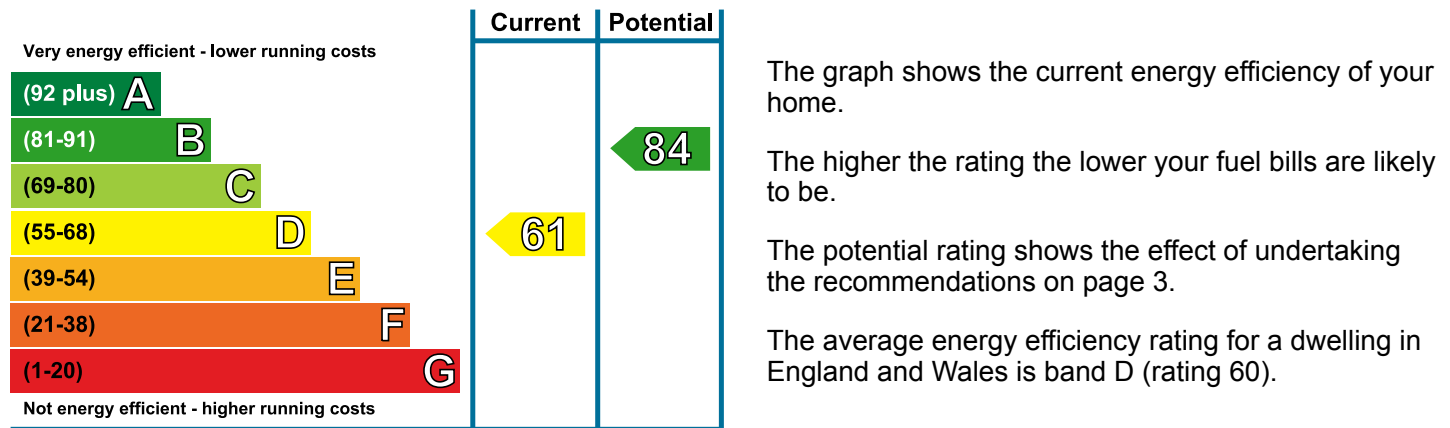 Current Potential
Very energy efficient - lower running costs
(92 plus) A
(81-91) B
84
(69-80) C
(55-68) D
61
(39-54) E
(21-38) F
(1-20) G
Not energy efficient - higher running costs
The graph shows the current energy efficiency of your
home.
The higher the rating the lower your fuel bills are likely
to be.
The potential rating shows the effect of undertaking
the recommendations on page 3.
The average energy efficiency rating for a dwelling in
England and Wales is band D (rating 60).